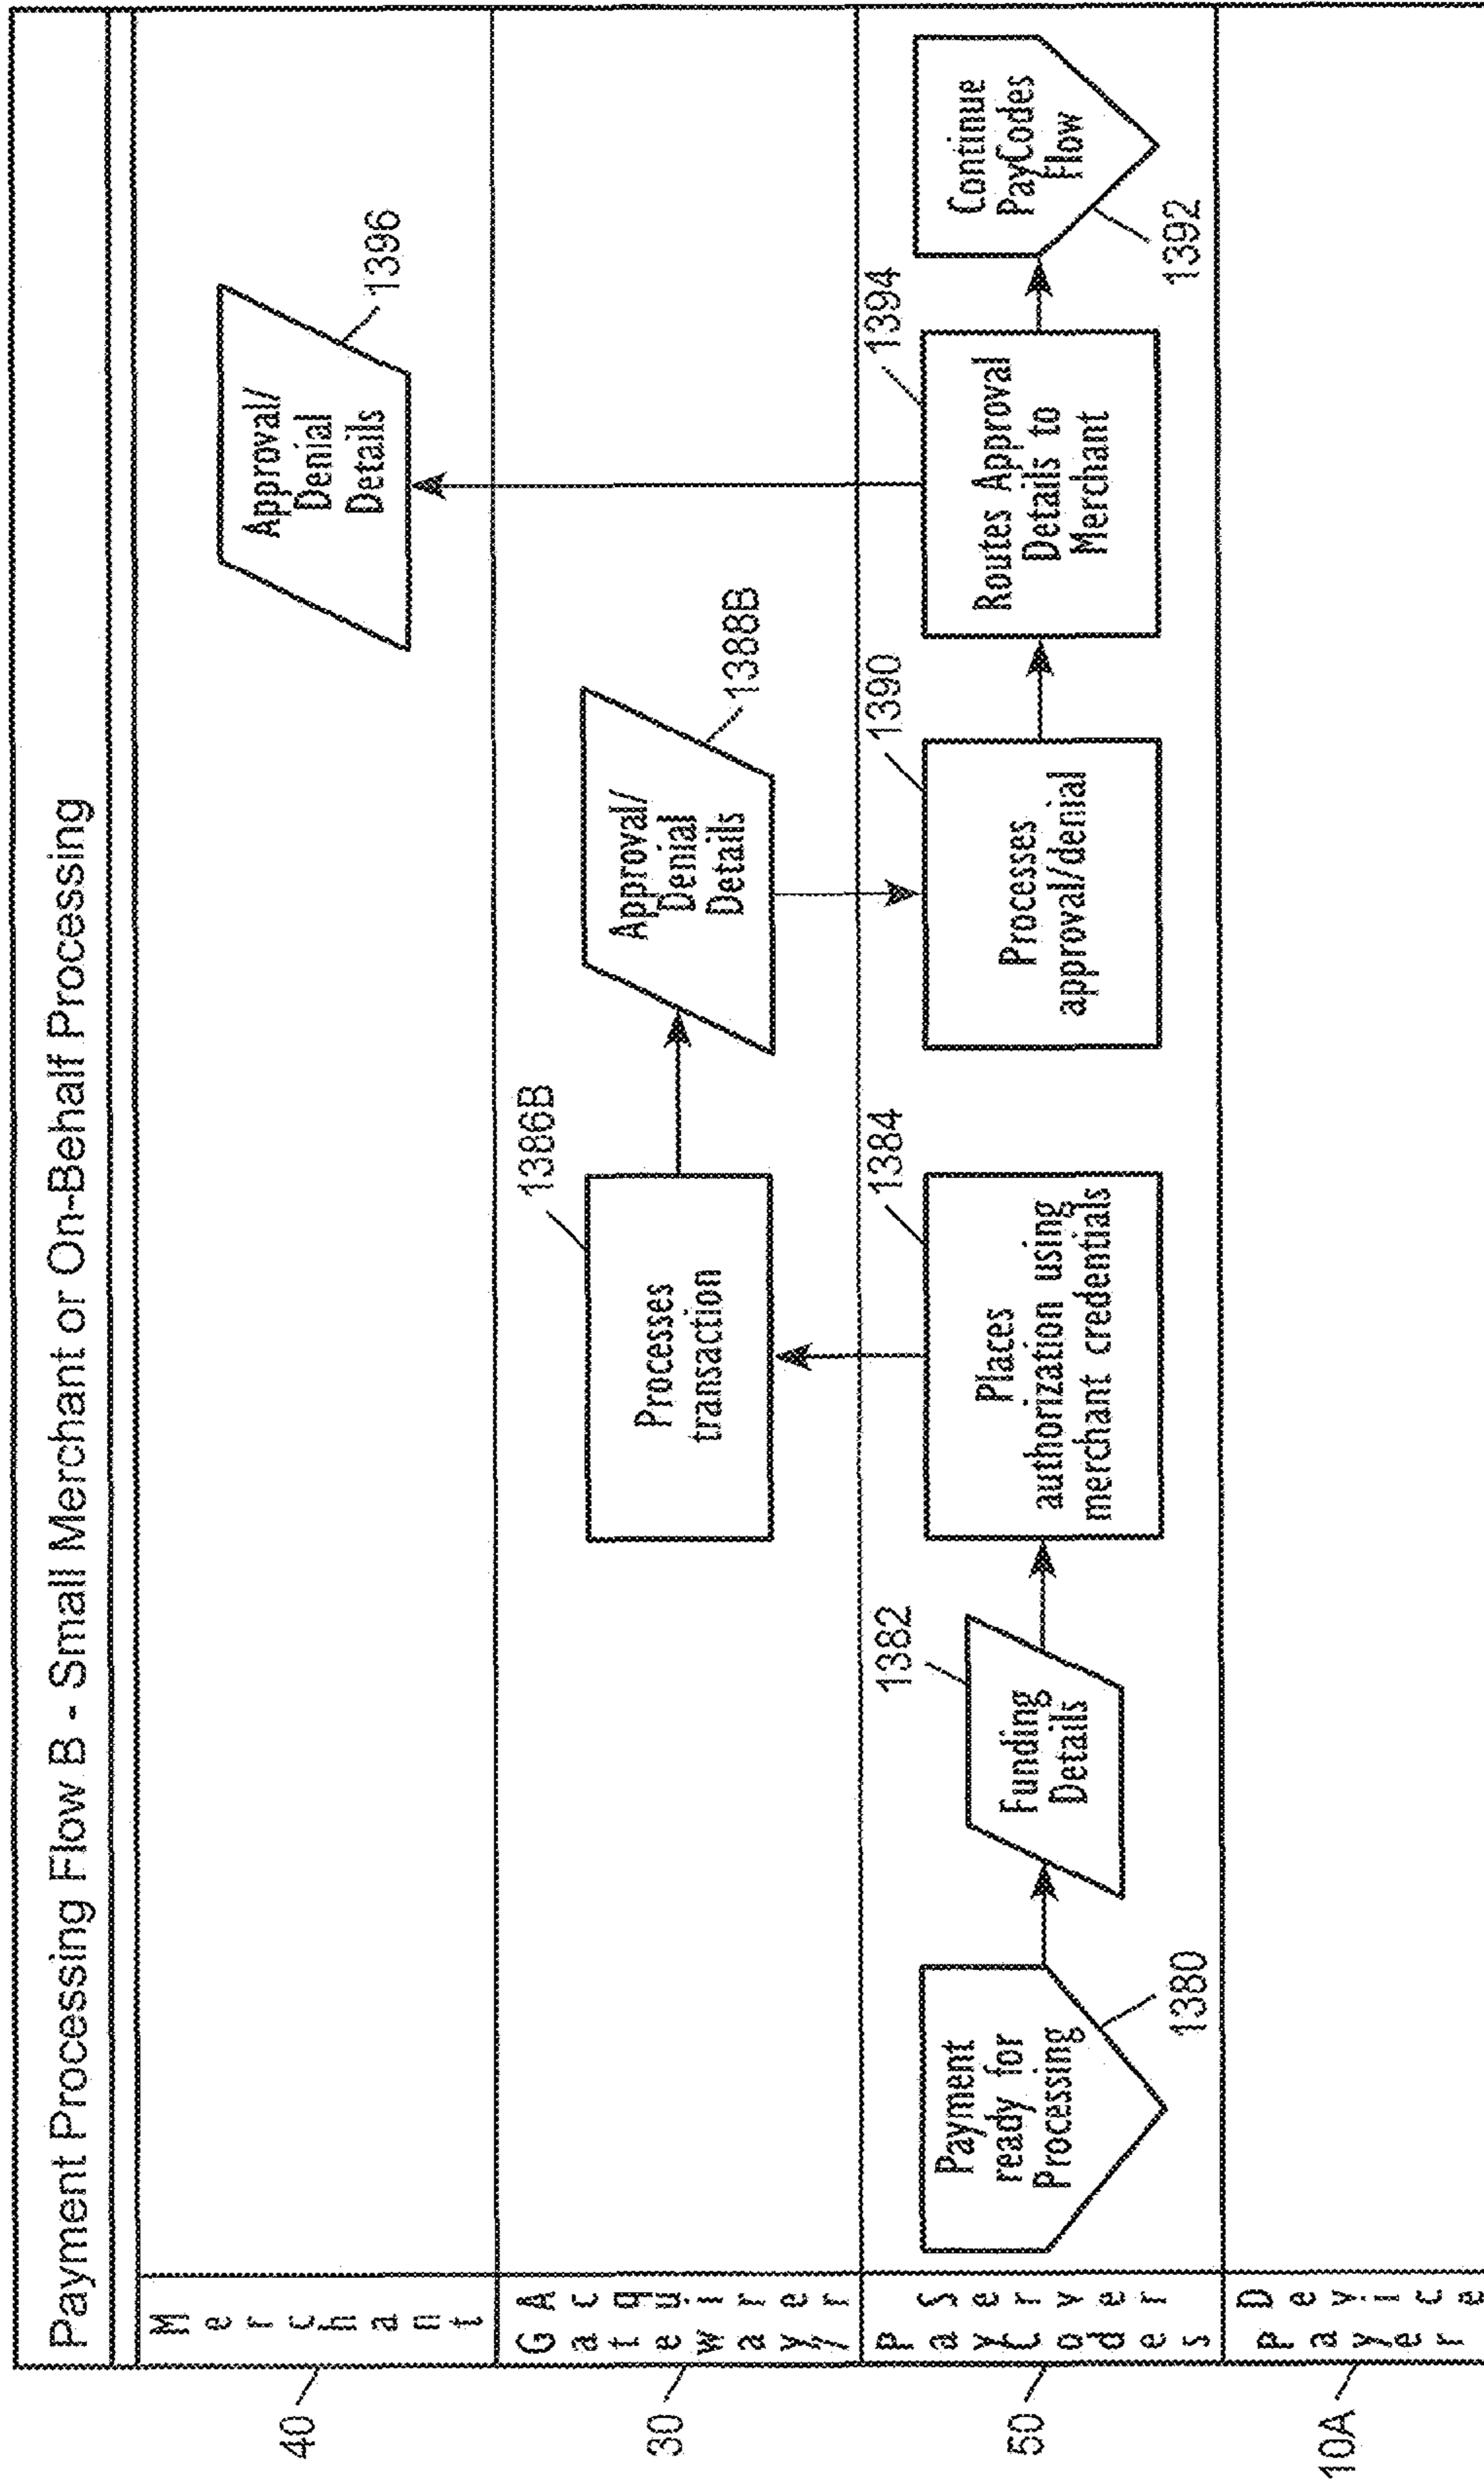 Payment Processing Flow B - Small Merchant or On-Behalf Processing
40
Merchant
Approval/
Denial
Details
1396
30
Gateway/
Acquirer
Processes
transaction
1386B
Approval/
Denial
Details
1388B
50
PayCodes
Server
Payment
ready for
Processing
1380
Funding
Details
1382
Places
authorization using
merchant credentials
1384
Processes
approval/denial
1390
Routes Approval
Details to
Merchant
1394
Continue
PayCodes
Flow
1392
10A
Payer
Device